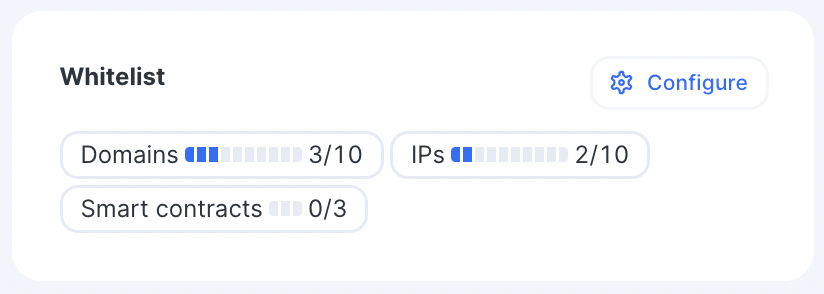 Whitelist
Configure
Domains 3/10
IPs 2/10
Smart contracts 0/3